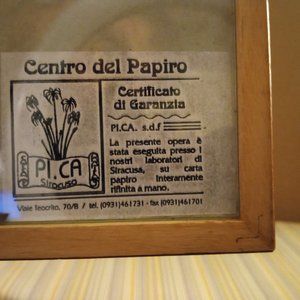 Centro del Papiro
Certificato
di Garanzia
PI.CA. s.d.f
La presente opera è
stata eseguita presso i
nostri laboratori di
Siracusa, su carta
papiro interamente
rifinita a mano.
PI.CA
Siracusa
Viale Teocrito, 70/B / tel. (0931)461731 - fax (0931)461701